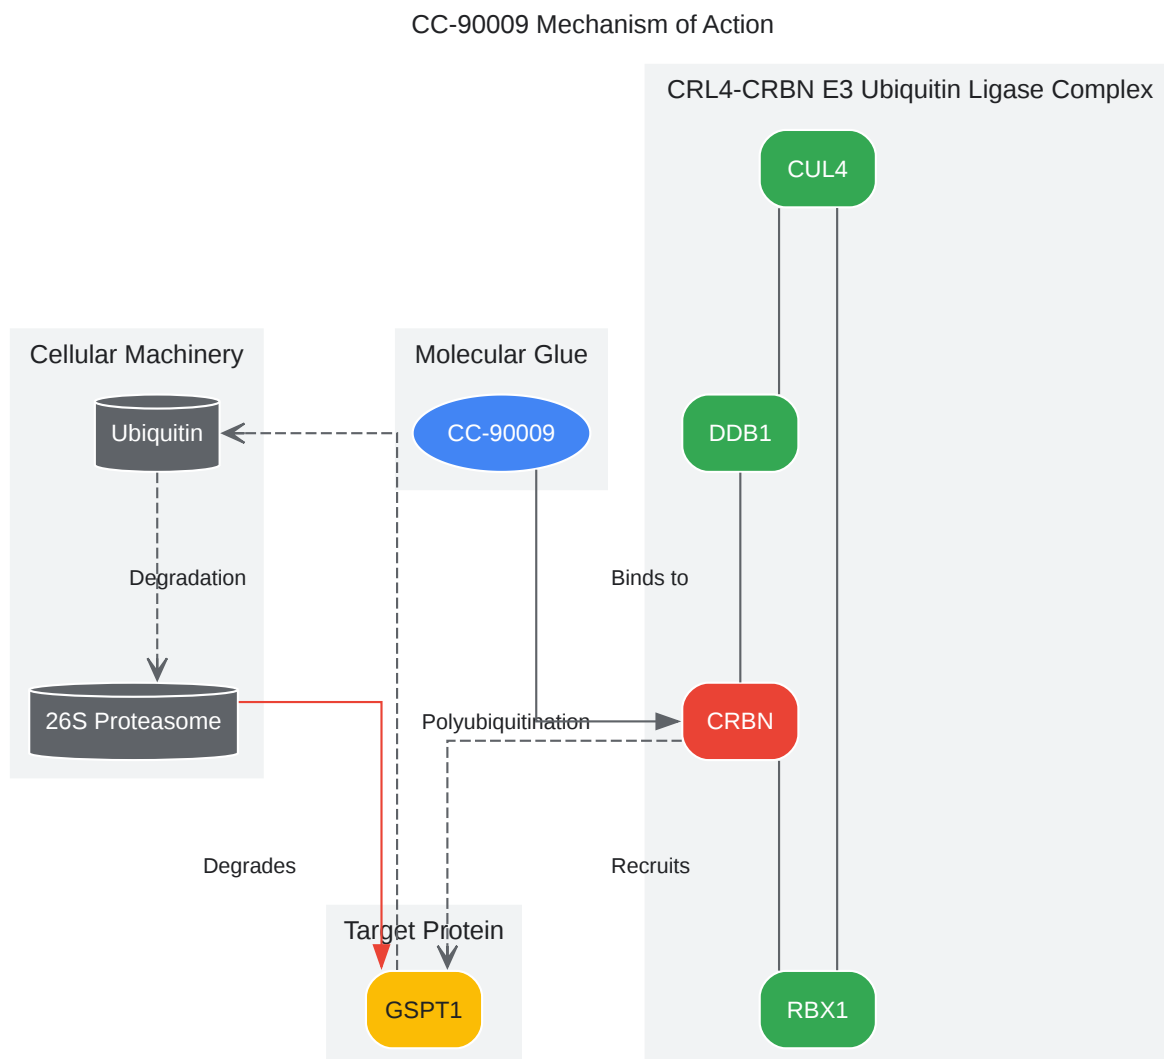 CC-90009 Mechanism of Action
CRL4-CRBN E3 Ubiquitin Ligase Complex
CUL4
Cellular Machinery
Molecular Glue
Ubiquitin
CC-90009
DDB1
Degradation
Binds to
26S Proteasome
Polyubiquitination
CRBN
Degrades
Recruits
Target Protein
GSPT1
RBX1